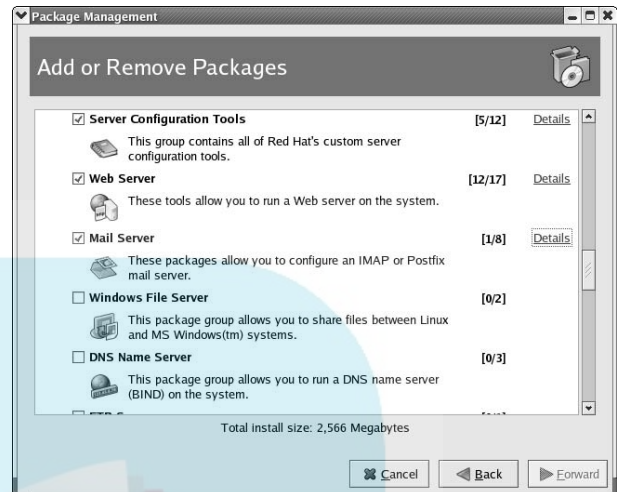 Package Management
Add or Remove Packages
Server Configuration Tools [5/12] Details
This group contains all of Red Hat's custom server
configuration tools.
Web Server [12/17] Details
These tools allow you to run a Web server on the system.
Mail Server [1/8] Details
These packages allow you to configure an IMAP or Postfix
mail server.
Windows File Server [0/2]
This package group allows you to share files between Linux
and MS Windows(tm) systems.
DNS Name Server [0/3]
This package group allows you to run a DNS name server
(BIND) on the system.
Total install size: 2,566 Megabytes
Cancel Back Forward